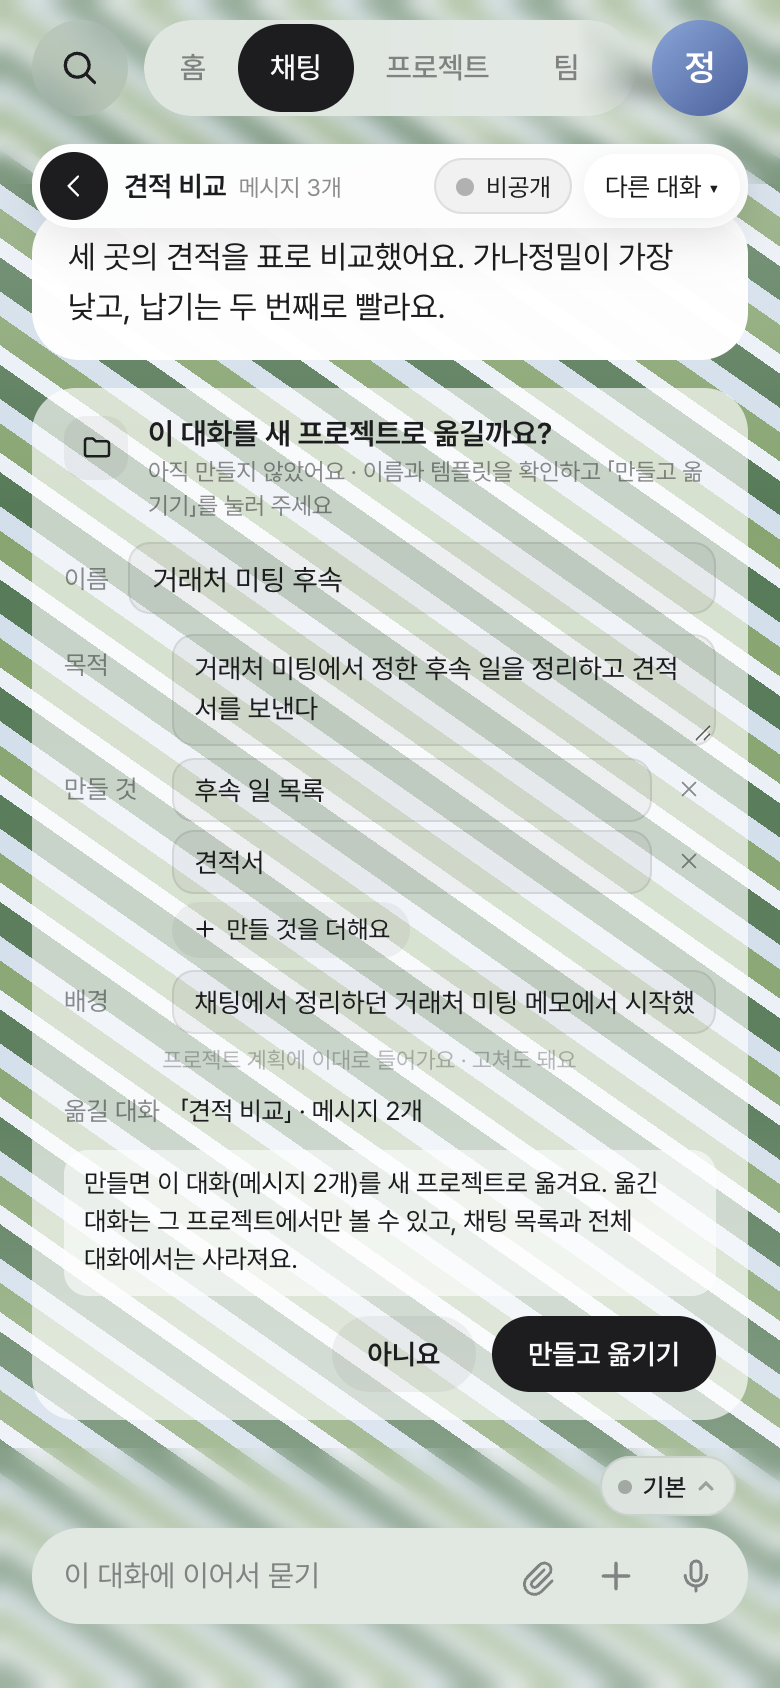 홈 채팅 프로젝트 팀 정
견적 비교 메시지 3개 비공개 다른 대화
세 곳의 견적을 표로 비교했어요. 가나정밀이 가장
낮고, 납기는 두 번째로 빨라요.
이 대화를 새 프로젝트로 옮길까요?
아직 만들지 않았어요 · 이름과 템플릿을 확인하고 「만들고 옮
기기」를 눌러 주세요
이름 거래처 미팅 후속
목적 거래처 미팅에서 정한 후속 일을 정리하고 견적
서를 보낸다
만들 것 후속 일 목록
견적서
+ 만들 것을 더해요
배경 채팅에서 정리하던 거래처 미팅 메모에서 시작했
프로젝트 계획에 이대로 들어가요 · 고쳐도 돼요
옮길 대화 「견적 비교」 · 메시지 2개
만들면 이 대화(메시지 2개)를 새 프로젝트로 옮겨요. 옮긴
대화는 그 프로젝트에서만 볼 수 있고, 채팅 목록과 전체
대화에서는 사라져요.
아니요 만들고 옮기기
기본
이 대화에 이어서 묻기